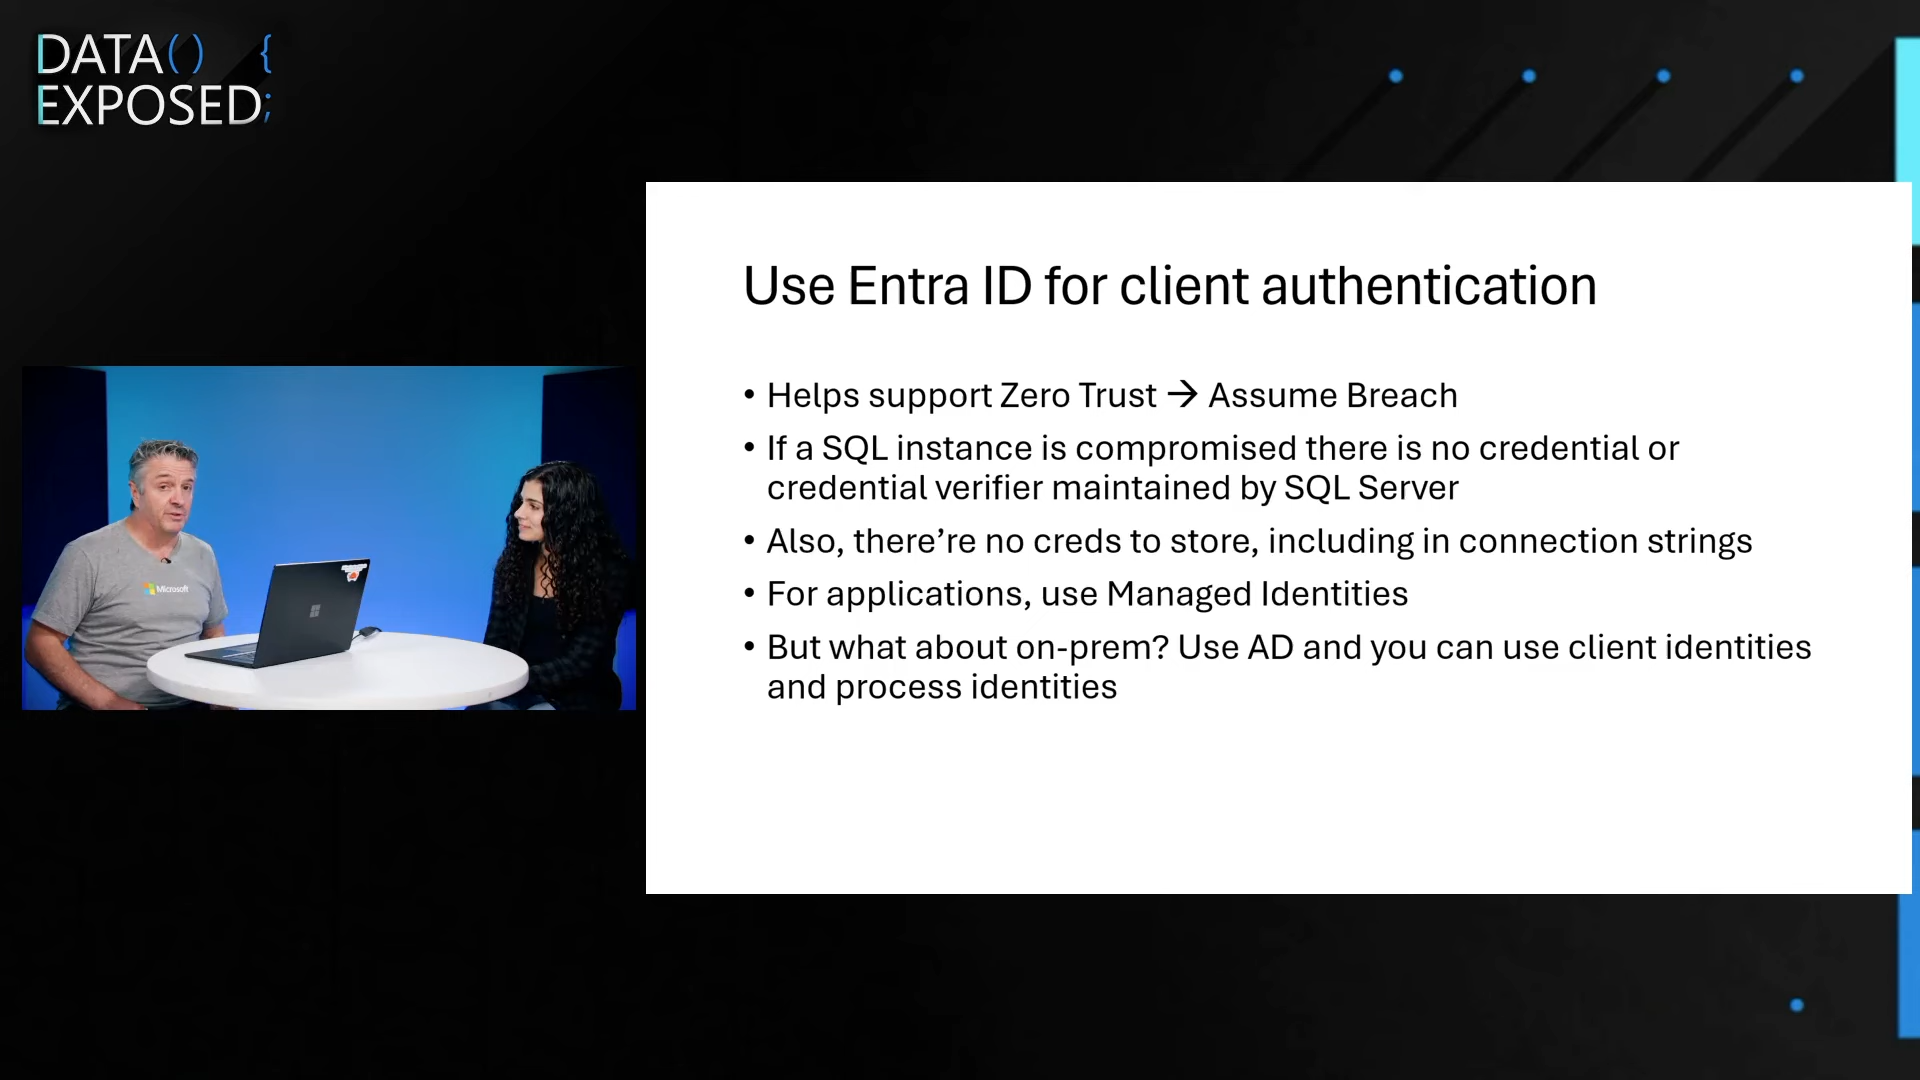 DATA() {
EXPOSED;
Use Entra ID for client authentication
• Helps support Zero Trust → Assume Breach
• If a SQL instance is compromised there is no credential or
credential verifier maintained by SQL Server
• Also, there’re no creds to store, including in connection strings
• For applications, use Managed Identities
• But what about on-prem? Use AD and you can use client identities
and process identities
Microsoft